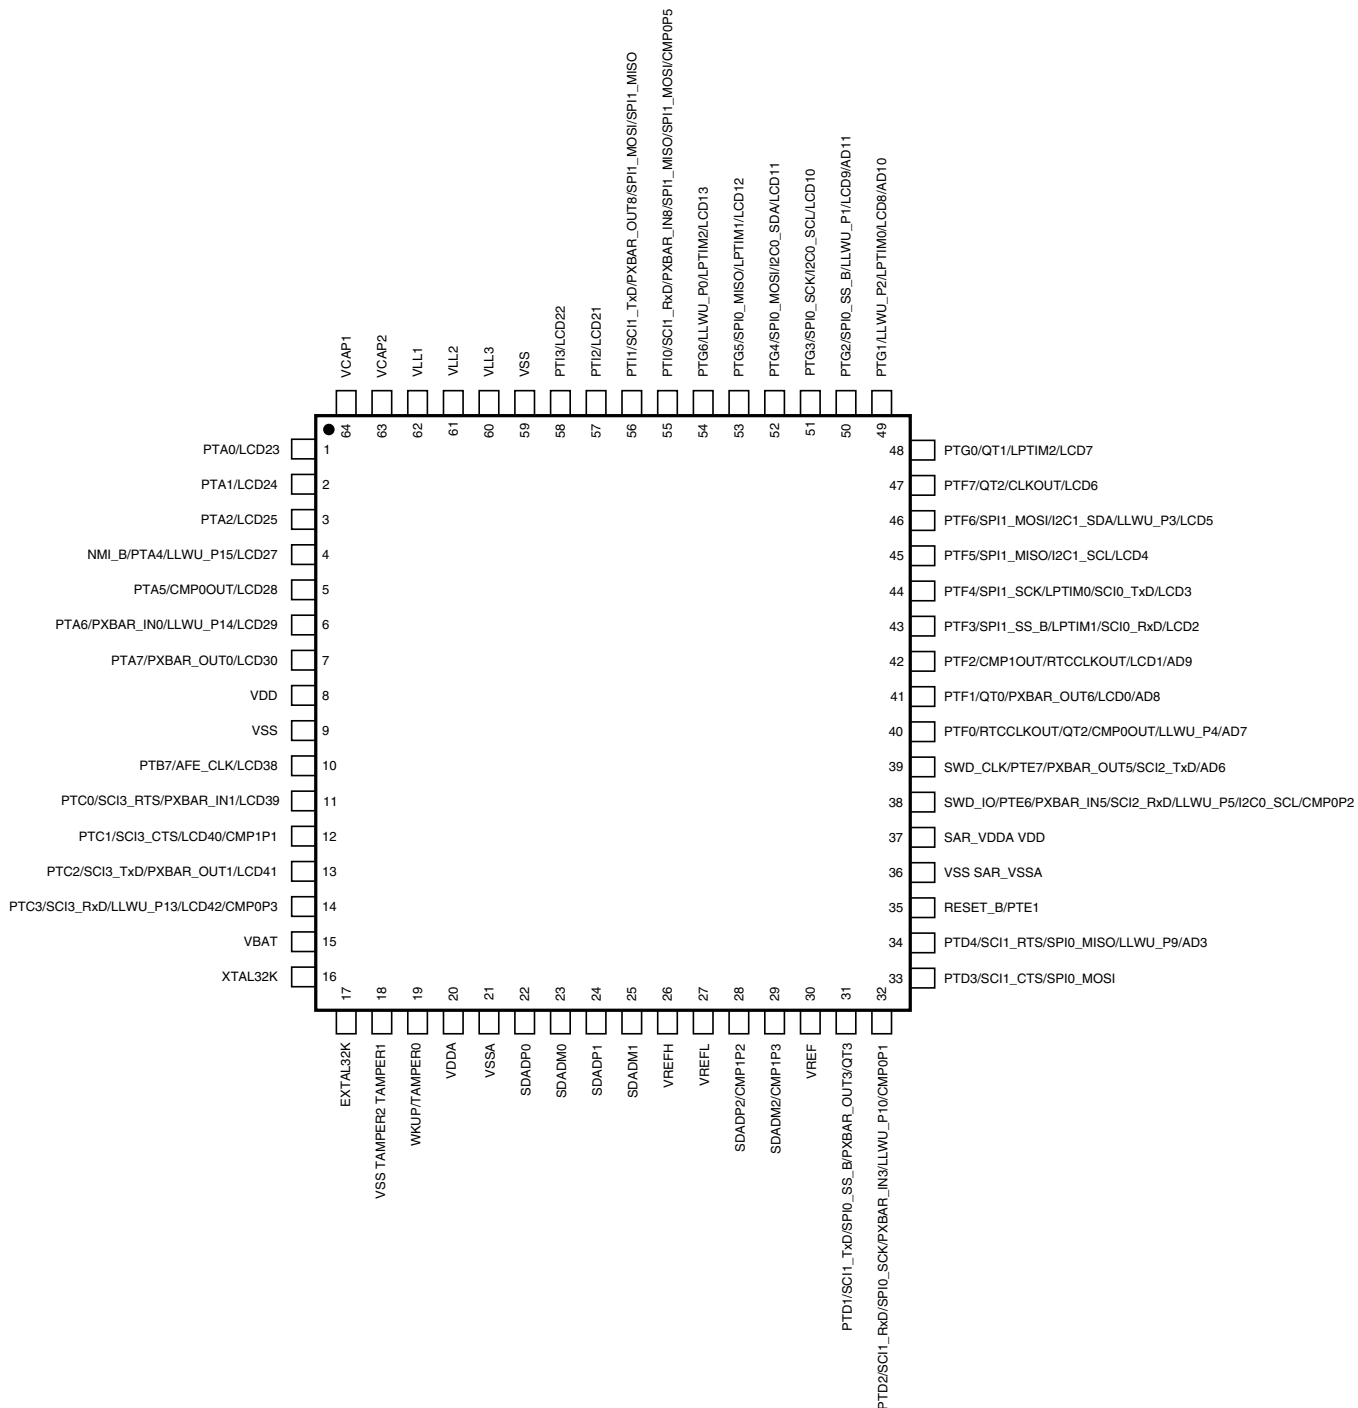 VCAP1
VCAP2
VLL1
VLL2
VLL3
VSS
PTI3/LCD22
PTI2/LCD21
PTI1/SCI1_TxD/PXBAR_OUT8/SPI1_MOSI/SPI1_MISO
PTI0/SCI1_RxD/PXBAR_IN8/SPI1_MISO/SPI1_MOSI/CMP0P5
PTG6/LLWU_P0/LPTIM2/LCD13
PTG5/SPI0_MISO/LPTIM1/LCD12
PTG4/SPI0_MOSI/I2C0_SDA/LCD11
PTG3/SPI0_SCK/I2C0_SCL/LCD10
PTG2/SPI0_SS_B/LLWU_P1/LCD9/AD11
PTG1/LLWU_P2/LPTIM0/LCD8/AD10
64
63
62
61
60
59
58
57
56
55
54
53
52
51
50
49
PTA0/LCD23 1
PTA1/LCD24 2
PTA2/LCD25 3
NMI_B/PTA4/LLWU_P15/LCD27 4
PTA5/CMP0OUT/LCD28 5
PTA6/PXBAR_IN0/LLWU_P14/LCD29 6
PTA7/PXBAR_OUT0/LCD30 7
VDD 8
VSS 9
PTB7/AFE_CLK/LCD38 10
PTC0/SCI3_RTS/PXBAR_IN1/LCD39 11
PTC1/SCI3_CTS/LCD40/CMP1P1 12
PTC2/SCI3_TxD/PXBAR_OUT1/LCD41 13
PTC3/SCI3_RxD/LLWU_P13/LCD42/CMP0P3 14
VBAT 15
XTAL32K 16
48 PTG0/QT1/LPTIM2/LCD7
47 PTF7/QT2/CLKOUT/LCD6
46 PTF6/SPI1_MOSI/I2C1_SDA/LLWU_P3/LCD5
45 PTF5/SPI1_MISO/I2C1_SCL/LCD4
44 PTF4/SPI1_SCK/LPTIM0/SCI0_TxD/LCD3
43 PTF3/SPI1_SS_B/LPTIM1/SCI0_RxD/LCD2
42 PTF2/CMP1OUT/RTCCLKOUT/LCD1/AD9
41 PTF1/QT0/PXBAR_OUT6/LCD0/AD8
40 PTF0/RTCCLKOUT/QT2/CMP0OUT/LLWU_P4/AD7
39 SWD_CLK/PTE7/PXBAR_OUT5/SCI2_TxD/AD6
38 SWD_IO/PTE6/PXBAR_IN5/SCI2_RxD/LLWU_P5/I2C0_SCL/CMP0P2
37 SAR_VDDA VDD
36 VSS SAR_VSSA
35 RESET_B/PTE1
34 PTD4/SCI1_RTS/SPI0_MISO/LLWU_P9/AD3
33 PTD3/SCI1_CTS/SPI0_MOSI
17
18
19
20
21
22
23
24
25
26
27
28
29
30
31
32
EXTAL32K
VSS TAMPER2 TAMPER1
WKUP/TAMPER0
VDDA
VSSA
SDADP0
SDADM0
SDADP1
SDADM1
VREFH
VREFL
SDADP2/CMP1P2
SDADM2/CMP1P3
VREF
PTD1/SCI1_TxD/SPI0_SS_B/PXBAR_OUT3/QT3
PTD2/SCI1_RxD/SPI0_SCK/PXBAR_IN3/LLWU_P10/CMP0P1